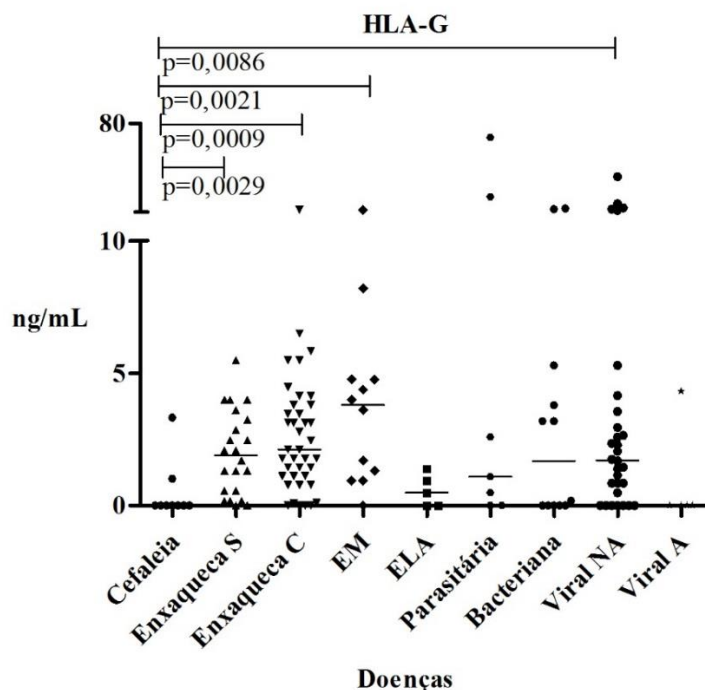 HLA-G
p=0,0086
p=0,0021
80
p=0,0009
p=0,0029
10
ng/mL
5
0
Cefaleia
Enxaqueca S
Enxaqueca C
EM
ELA
Parasitária
Bacteriana
Viral NA
Viral A
Doenças